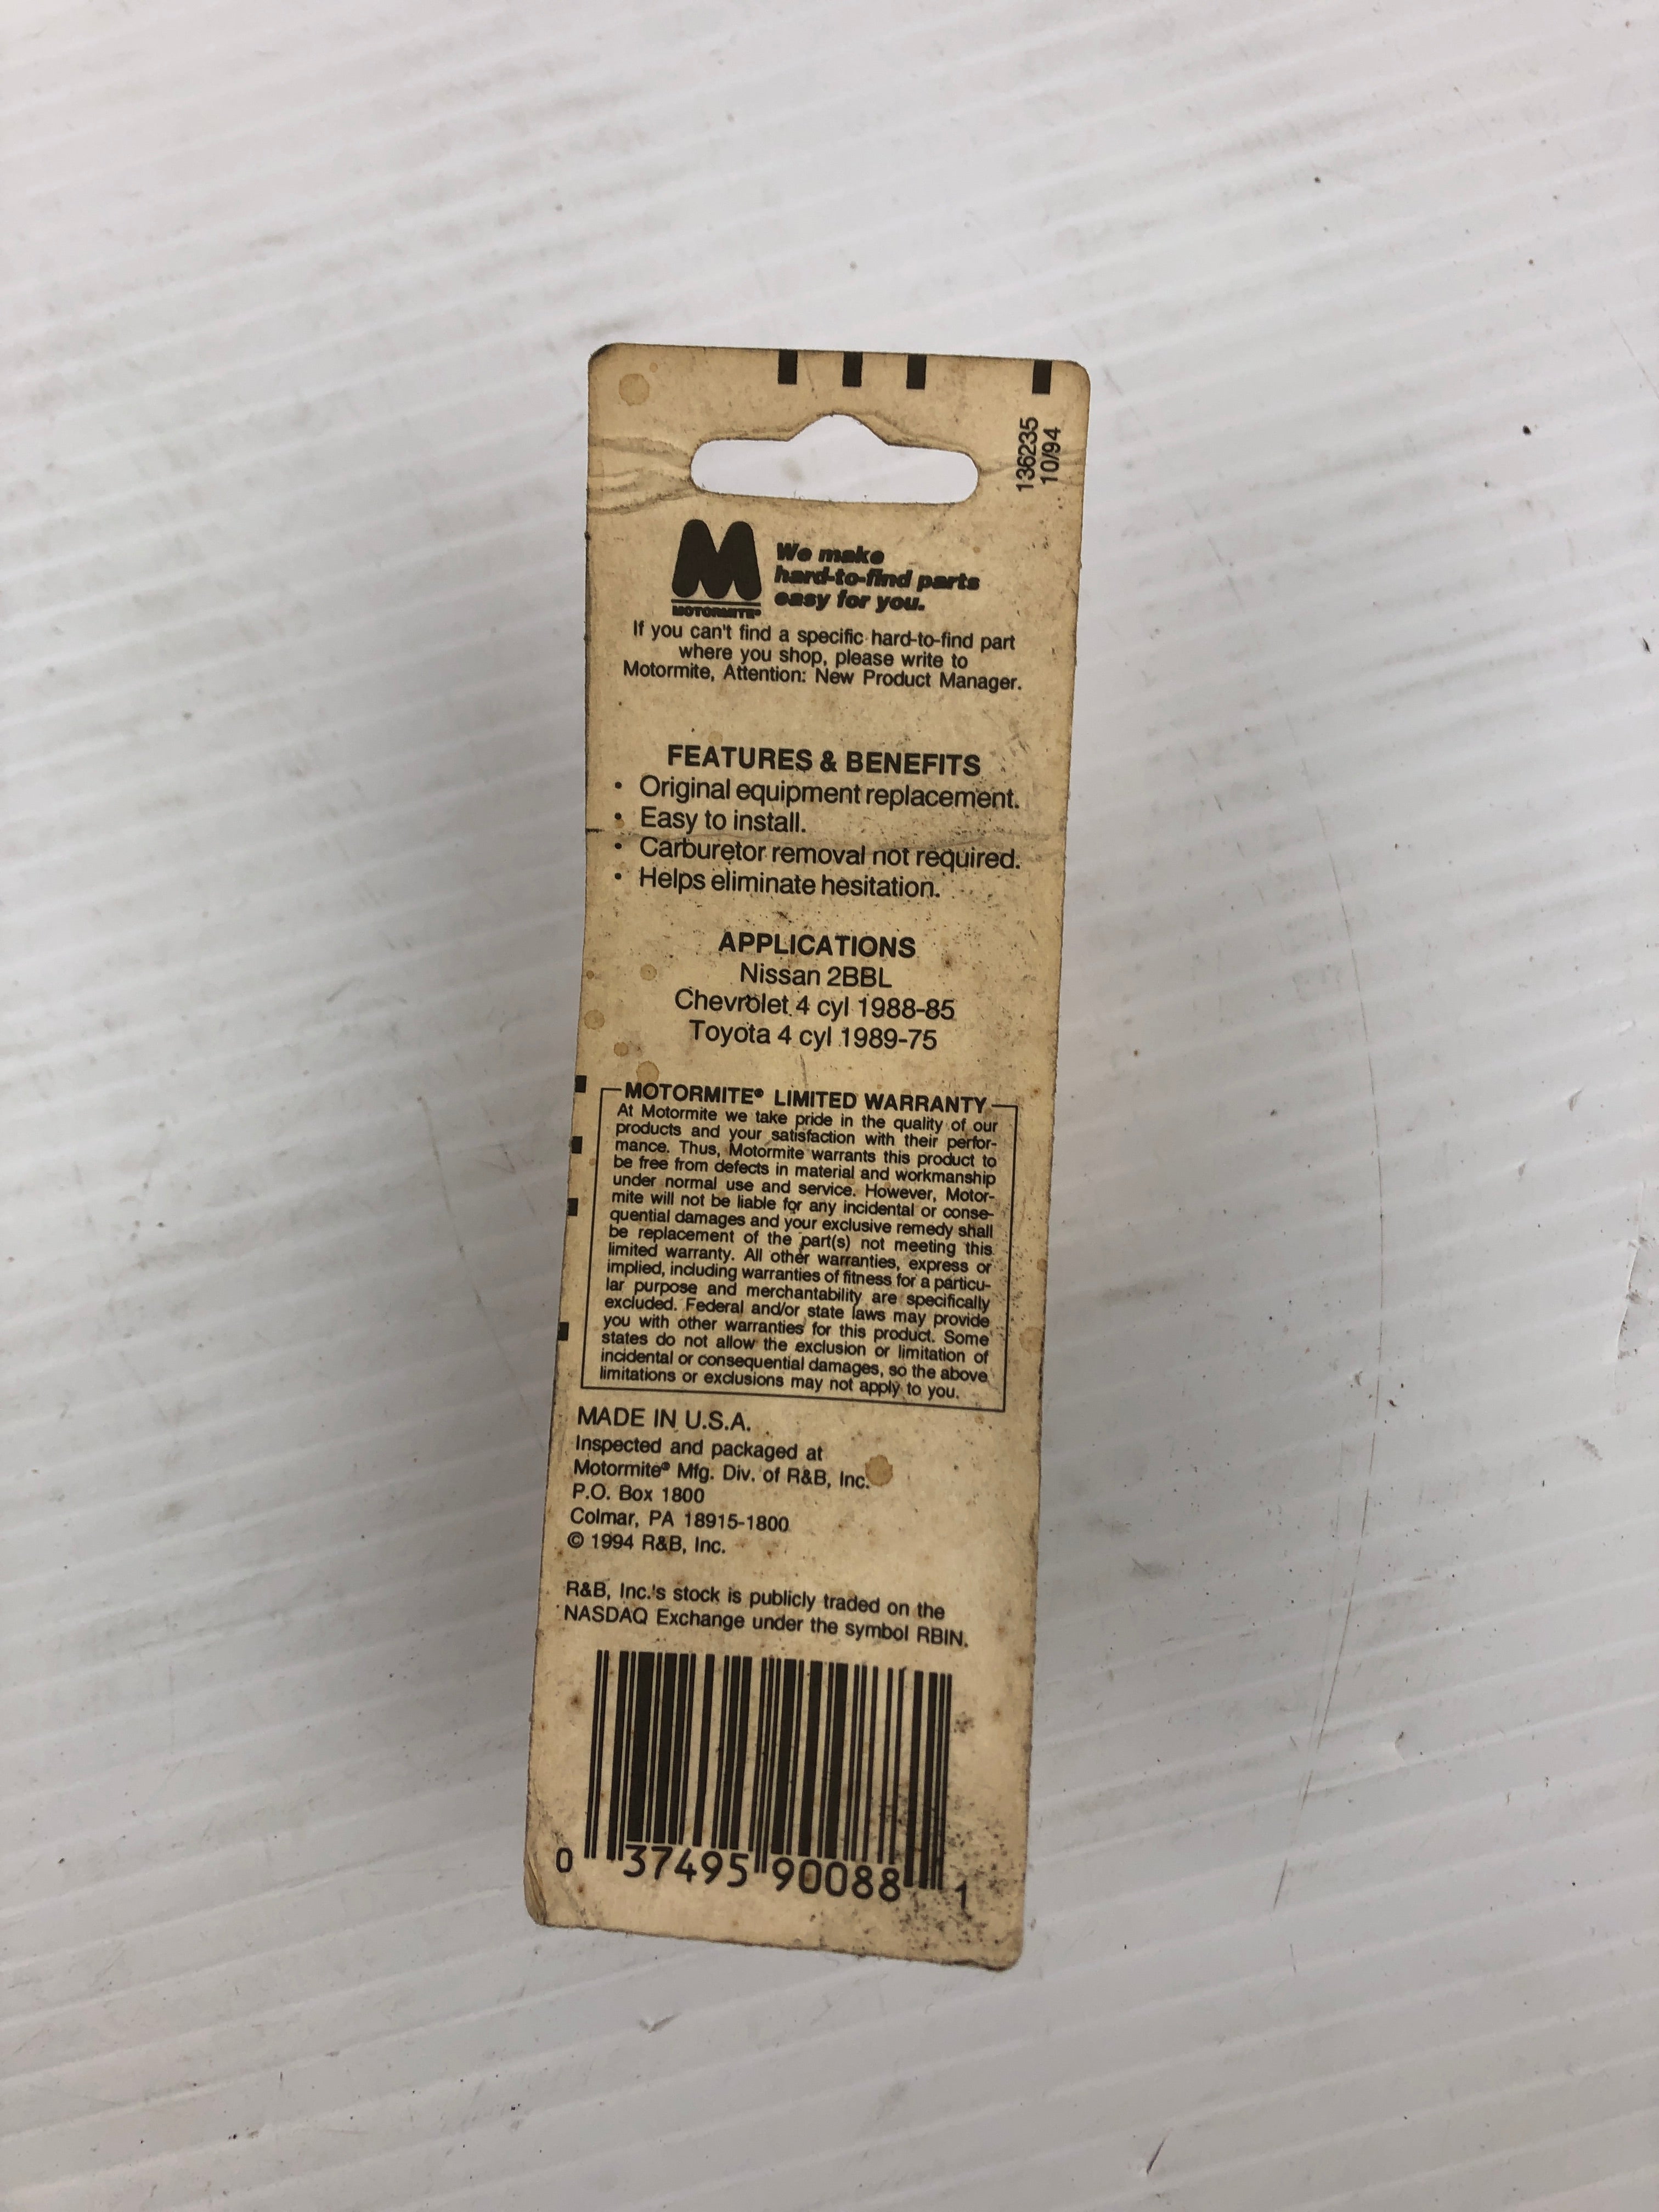 136235
10/94
MOTORMITE®
We make
hard-to-find parts
easy for you.
If you can't find a specific hard-to-find part
where you shop, please write to
Motormite, Attention: New Product Manager.
FEATURES & BENEFITS
• Original equipment replacement.
• Easy to install.
• Carburetor removal not required.
• Helps eliminate hesitation.
APPLICATIONS
Nissan 2BBL
Chevrolet 4 cyl 1988-85
Toyota 4 cyl 1989-75
MOTORMITE® LIMITED WARRANTY
At Motormite we take pride in the quality of our
products and your satisfaction with their perfor-
mance. Thus, Motormite warrants this product to
be free from defects in material and workmanship
under normal use and service. However, Motor-
mite will not be liable for any incidental or conse-
quential damages and your exclusive remedy shall
be replacement of the part(s) not meeting this
limited warranty. All other warranties, express or
implied, including warranties of fitness for a particu-
lar purpose and merchantability are specifically
excluded. Federal and/or state laws may provide
you with other warranties for this product. Some
states do not allow the exclusion or limitation of
incidental or consequential damages, so the above
limitations or exclusions may not apply to you.
MADE IN U.S.A.
Inspected and packaged at
Motormite® Mfg. Div. of R&B, Inc.
P.O. Box 1800
Colmar, PA 18915-1800
© 1994 R&B, Inc.
R&B, Inc.'s stock is publicly traded on the
NASDAQ Exchange under the symbol RBIN.
0 37495 90088 1